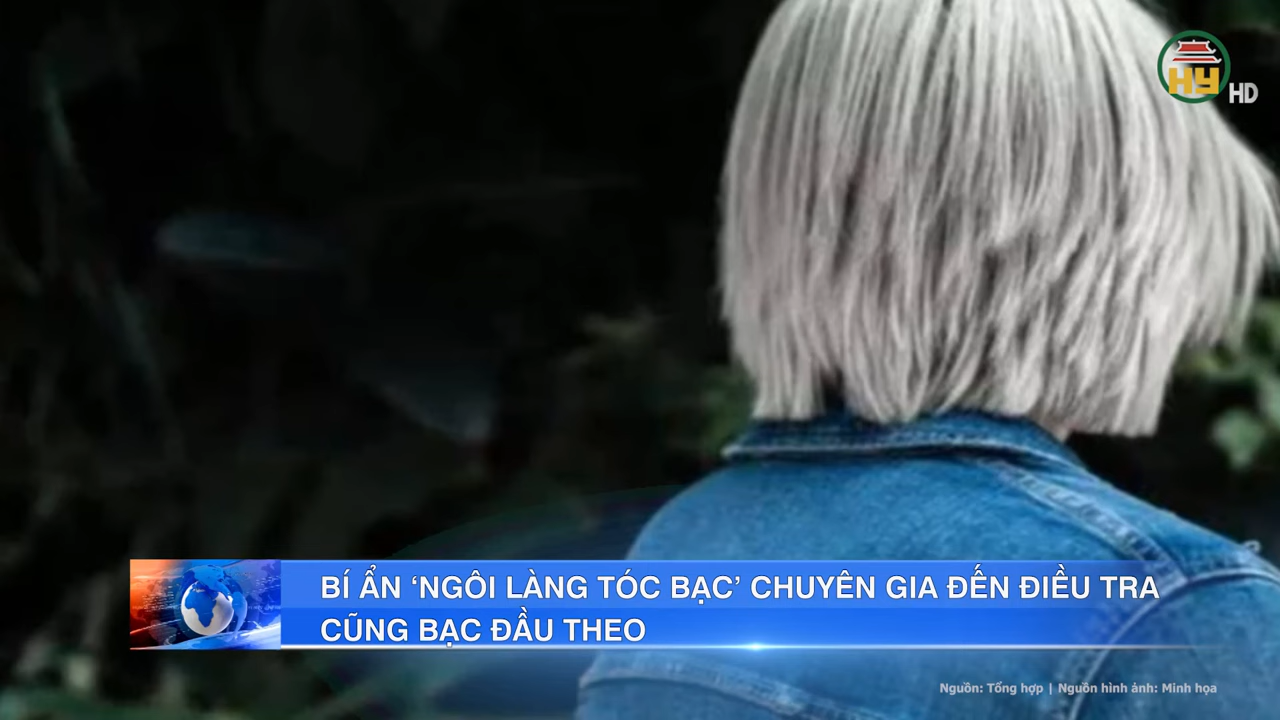 HY HD
BÍ ẨN ‘NGÔI LÀNG TÓC BẠC’ CHUYÊN GIA ĐẾN ĐIỀU TRA
CŨNG BẠC ĐẦU THEO
Nguồn: Tổng hợp | Nguồn hình ảnh: Minh họa